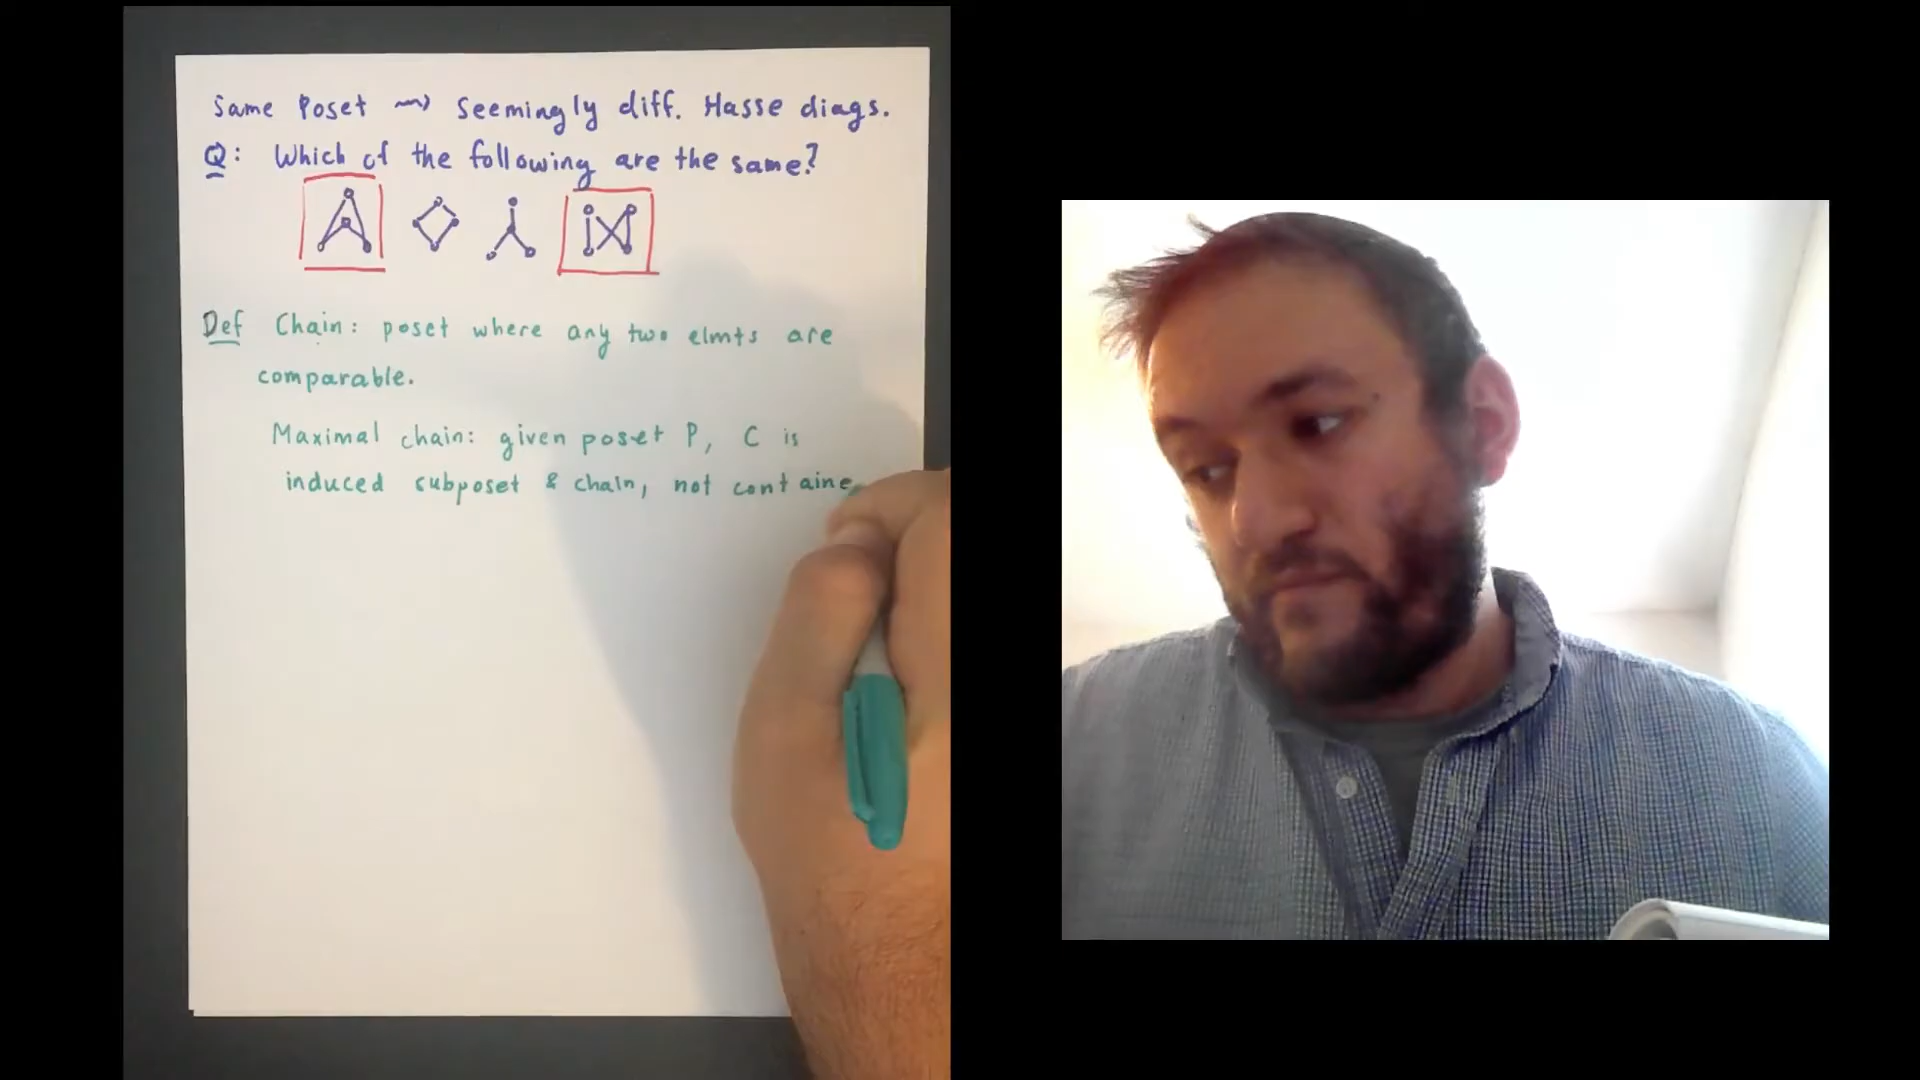 Same Poset ⇝ Seemingly diff. Hasse diags.
Q: Which of the following are the same?
Def Chain: poset where any two elmts are
comparable.
Maximal chain: given poset P, C is
induced subposet & chain, not containe